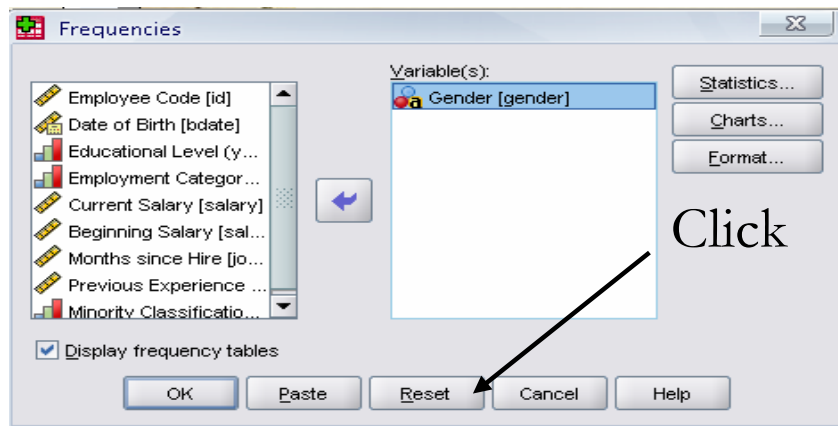 Frequencies
Variable(s):
Employee Code [id]
Date of Birth [bdate]
Educational Level (y...
Employment Categor...
Current Salary [salary]
Beginning Salary [sal...
Months since Hire [jo...
Previous Experience ...
Minority Classificatio...
a Gender [gender]
Statistics...
Charts...
Format...
Click
Display frequency tables
OK Paste Reset Cancel Help